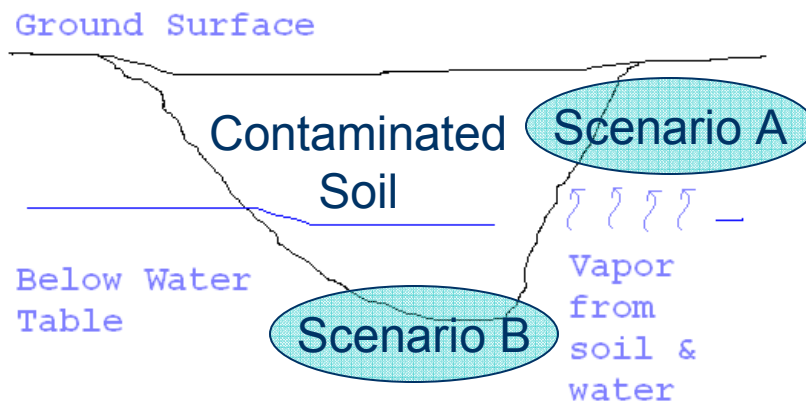 Ground Surface
Contaminated
Soil
Scenario A
Below Water
Table
Scenario B
Vapor
from
soil &
water